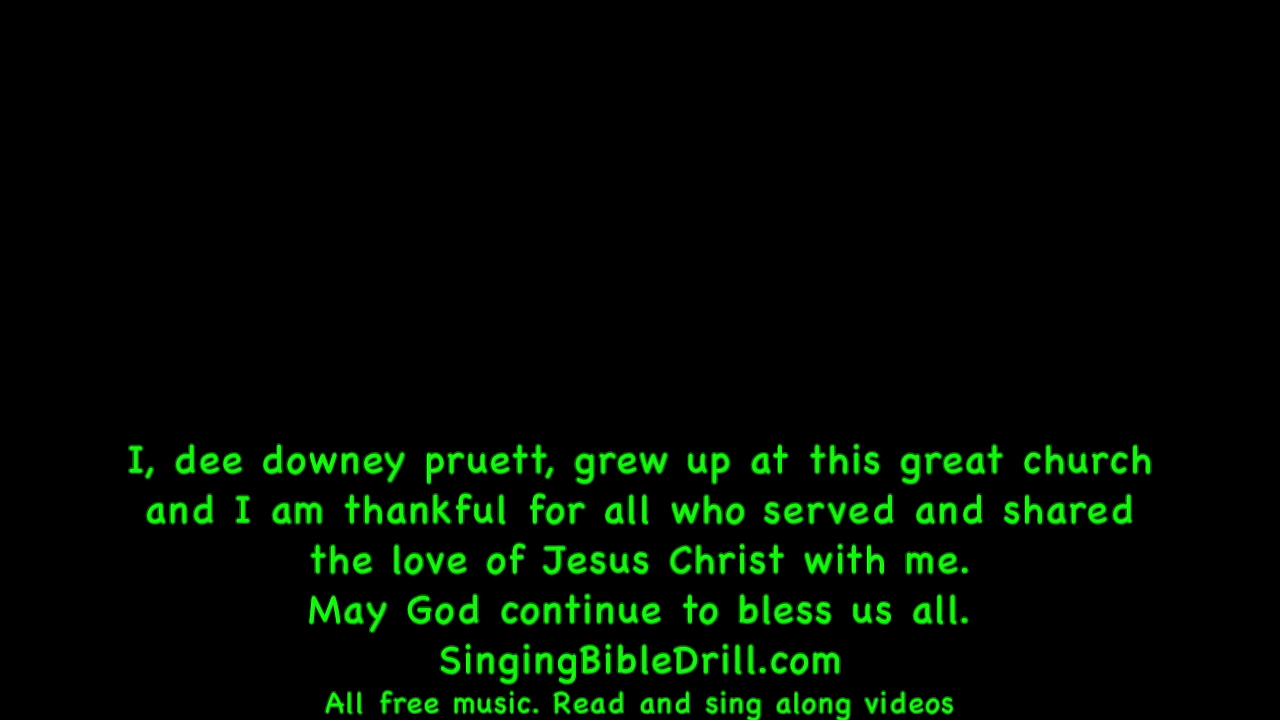 I, dee downey pruett, grew up at this great church
and I am thankful for all who served and shared
the love of Jesus Christ with me.
May God continue to bless us all.
SingingBibleDrill.com
All free music. Read and sing along videos